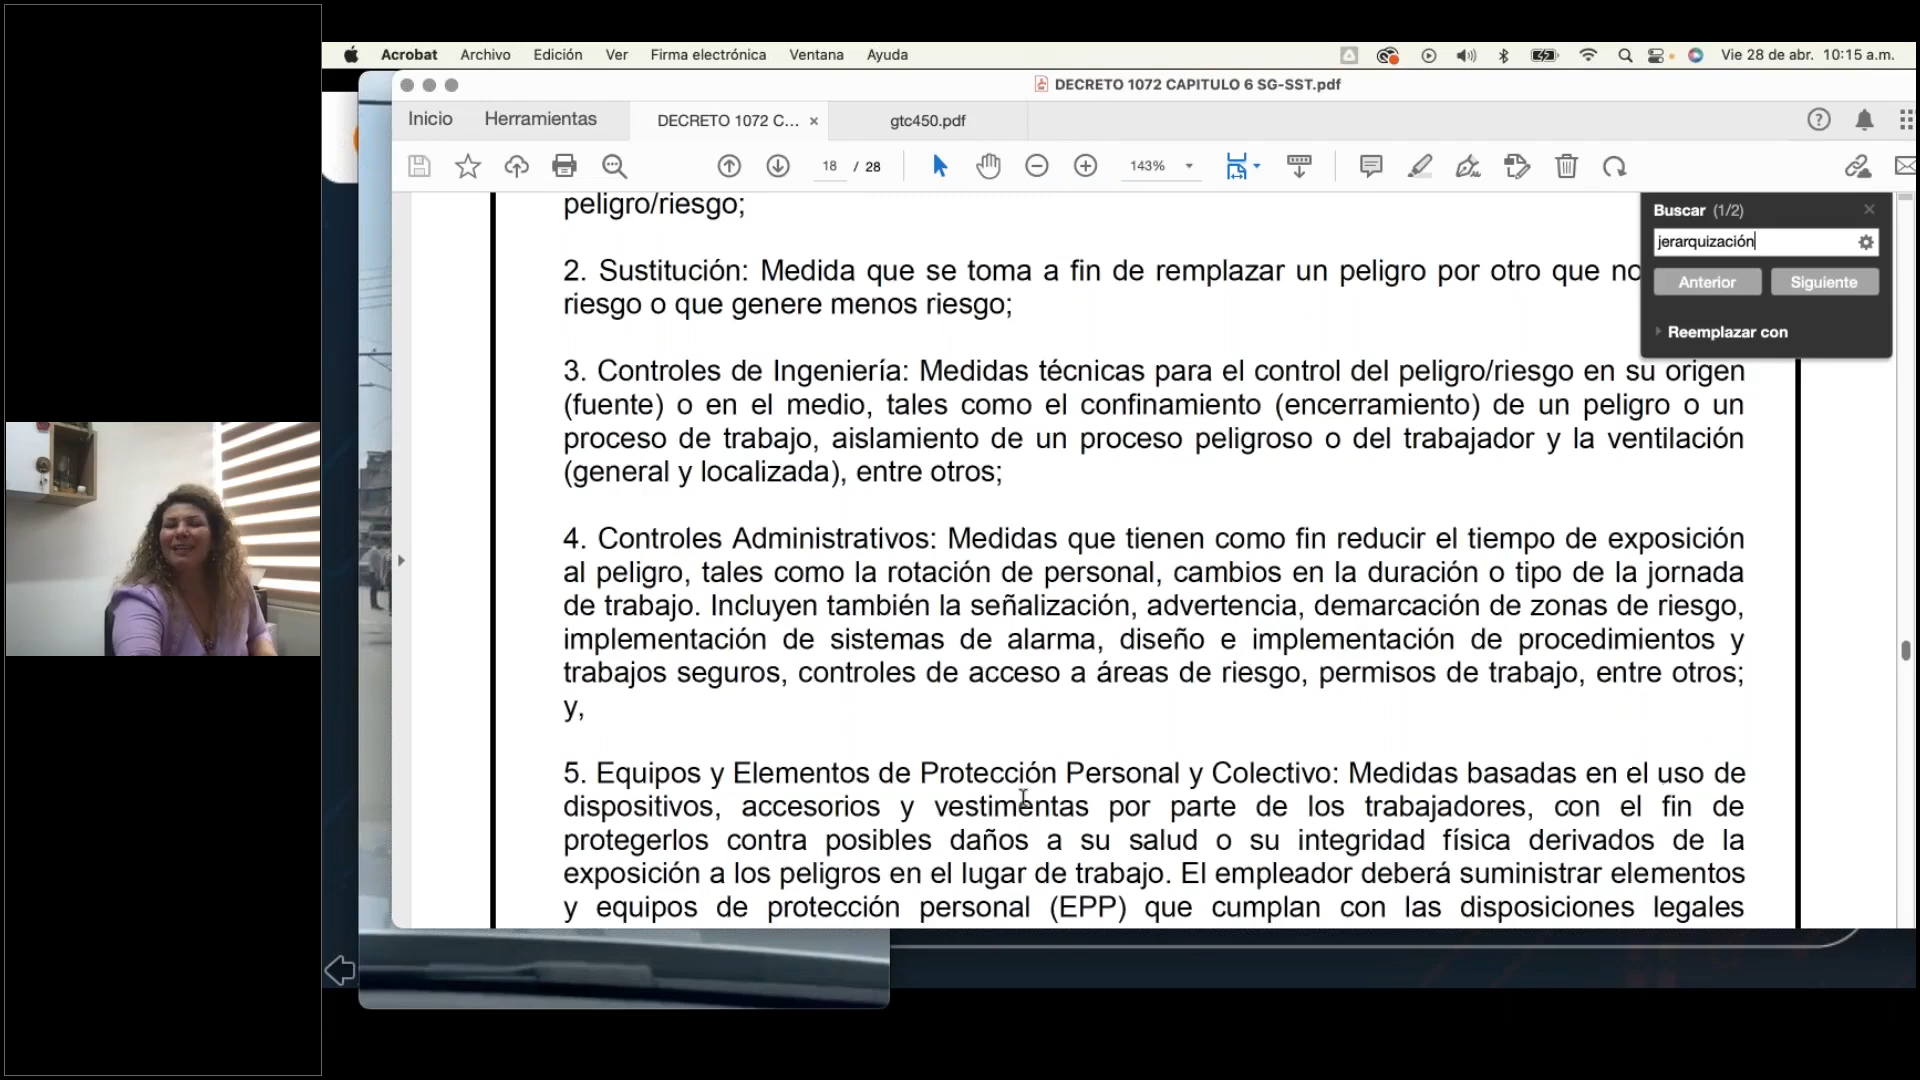 Acrobat Archivo Edición Ver Firma electrónica Ventana Ayuda Vie 28 de abr. 10:15 a.m.
DECRETO 1072 CAPITULO 6 SG-SST.pdf
Inicio Herramientas DECRETO 1072 C... × gtc450.pdf
18 / 28 143%
Buscar (1/2)
jerarquización
Anterior Siguiente
Reemplazar con
peligro/riesgo;
2. Sustitución: Medida que se toma a fin de remplazar un peligro por otro que no
riesgo o que genere menos riesgo;
3. Controles de Ingeniería: Medidas técnicas para el control del peligro/riesgo en su origen
(fuente) o en el medio, tales como el confinamiento (encerramiento) de un peligro o un
proceso de trabajo, aislamiento de un proceso peligroso o del trabajador y la ventilación
(general y localizada), entre otros;
4. Controles Administrativos: Medidas que tienen como fin reducir el tiempo de exposición
al peligro, tales como la rotación de personal, cambios en la duración o tipo de la jornada
de trabajo. Incluyen también la señalización, advertencia, demarcación de zonas de riesgo,
implementación de sistemas de alarma, diseño e implementación de procedimientos y
trabajos seguros, controles de acceso a áreas de riesgo, permisos de trabajo, entre otros;
y,
5. Equipos y Elementos de Protección Personal y Colectivo: Medidas basadas en el uso de
dispositivos, accesorios y vestimentas por parte de los trabajadores, con el fin de
protegerlos contra posibles daños a su salud o su integridad física derivados de la
exposición a los peligros en el lugar de trabajo. El empleador deberá suministrar elementos
y equipos de protección personal (EPP) que cumplan con las disposiciones legales